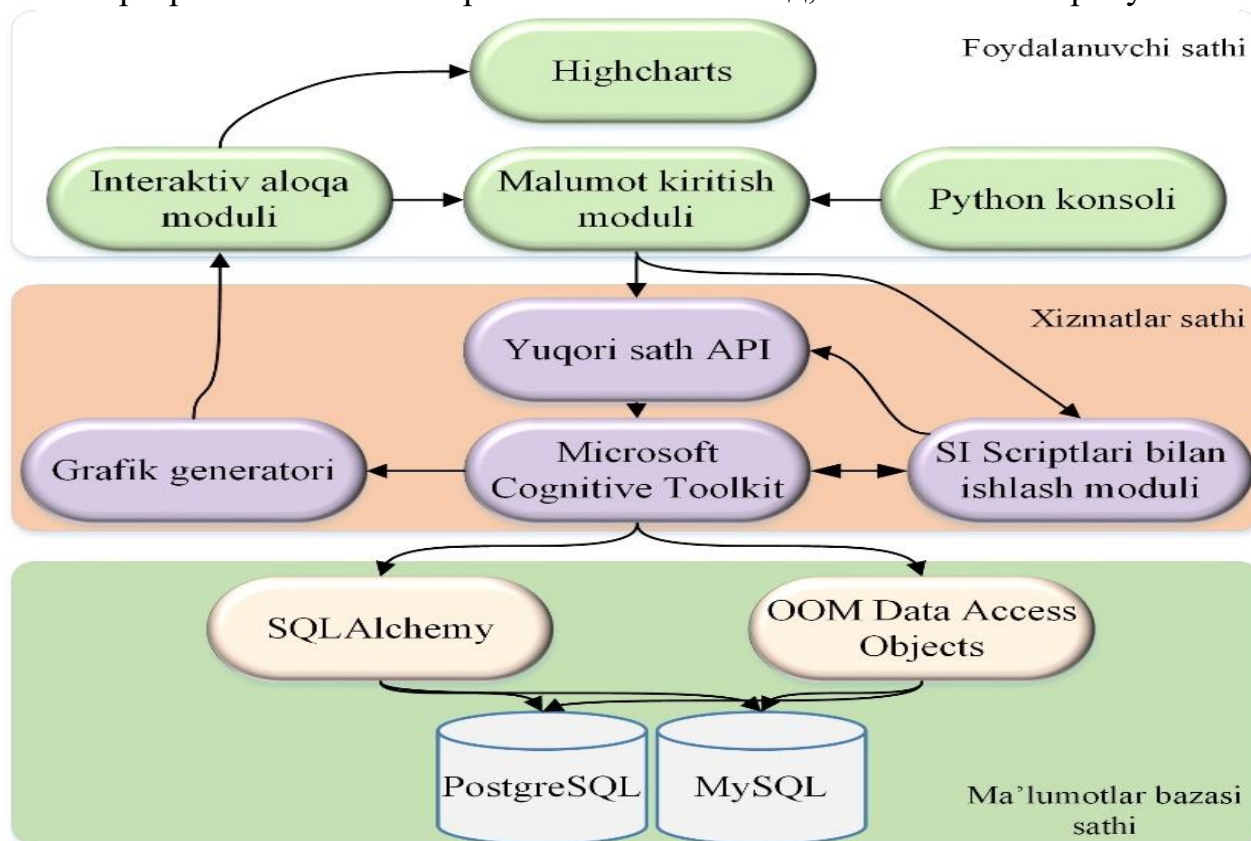 Foydalanuvchi sathi
Highcharts
Interaktiv aloqa
moduli
Malumot kiritish
moduli
Python konsoli
Xizmatlar sathi
Yuqori sath API
Grafik generatori
Microsoft
Cognitive Toolkit
SI Scriptlari bilan
ishlash moduli
SQLAlchemy
OOM Data Access
Objects
PostgreSQL
MySQL
Ma’lumotlar bazasi
sathi